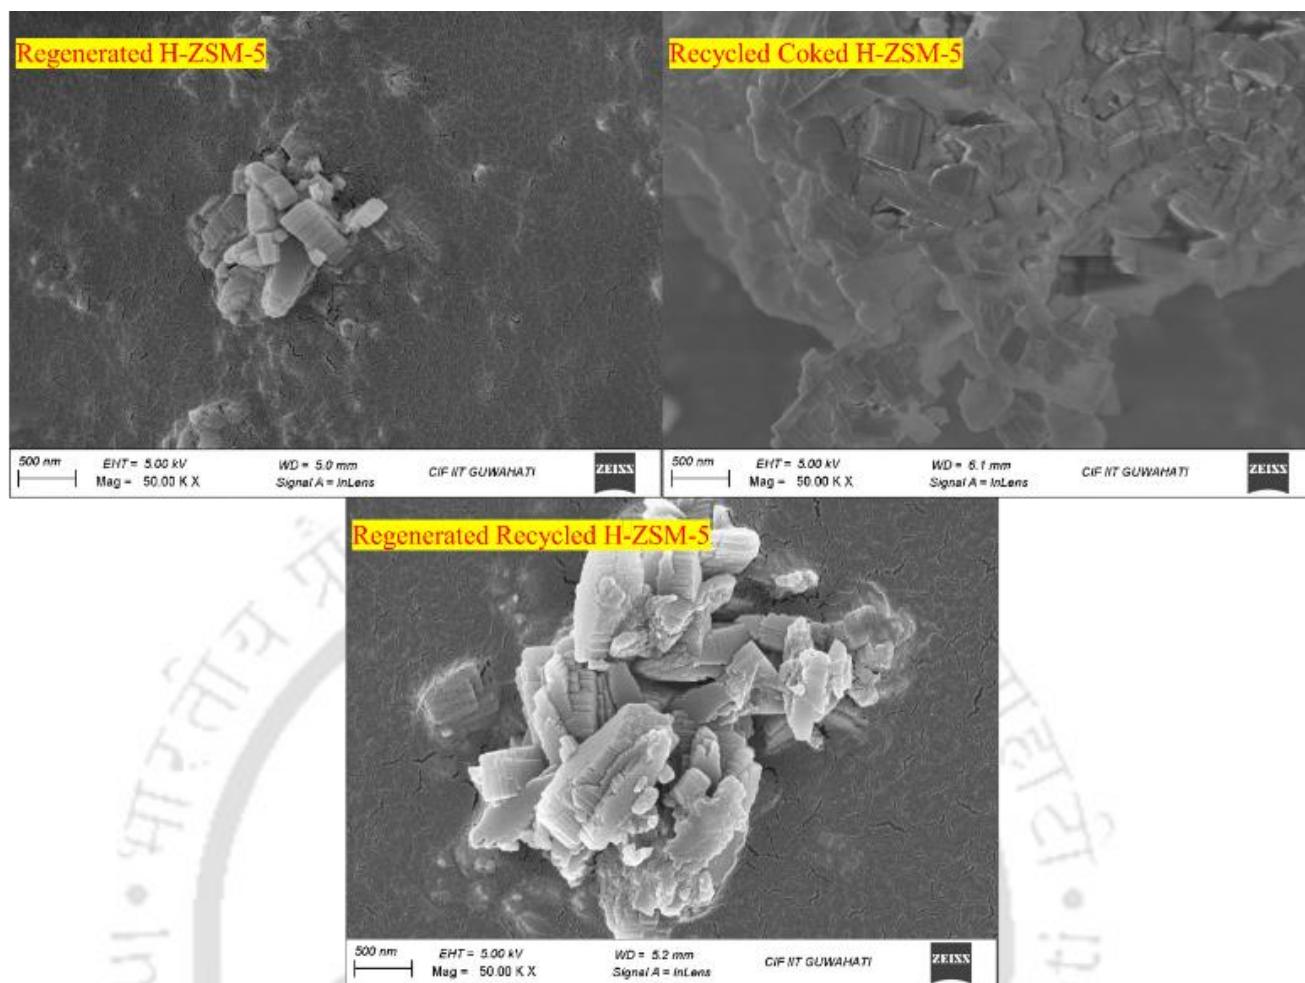 Regenerated H-ZSM-5
500 nm
EHT = 5.00 kV
Mag = 50.00 K X
WD = 5.0 mm
Signal A = InLens
CIF IIT GUWAHATI
ZEISS
Recycled Coked H-ZSM-5
500 nm
EHT = 5.00 kV
Mag = 50.00 K X
WD = 6.1 mm
Signal A = InLens
CIF IIT GUWAHATI
ZEISS
Regenerated Recycled H-ZSM-5
500 nm
EHT = 5.00 kV
Mag = 50.00 K X
WD = 5.2 mm
Signal A = InLens
CIF IIT GUWAHATI
ZEISS
भारतीय